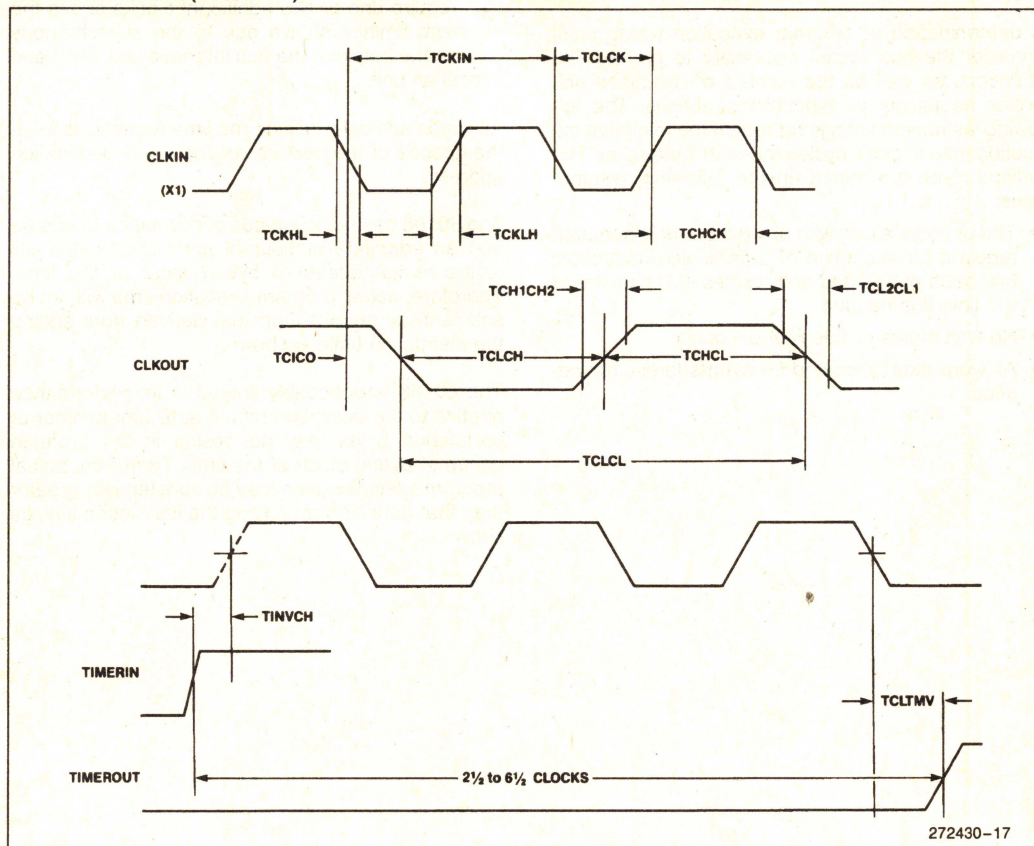 TCKIN
TCLCK
CLKIN
(X1)
TCKHL
TCKLH
TCHCK
TCH1CH2
TCL2CL1
TCICO
TCLCH
TCHCL
CLKOUT
TCLCL
TINVCH
TIMERIN
TCLTMV
TIMEROUT
2½ to 6½ CLOCKS
272430-17